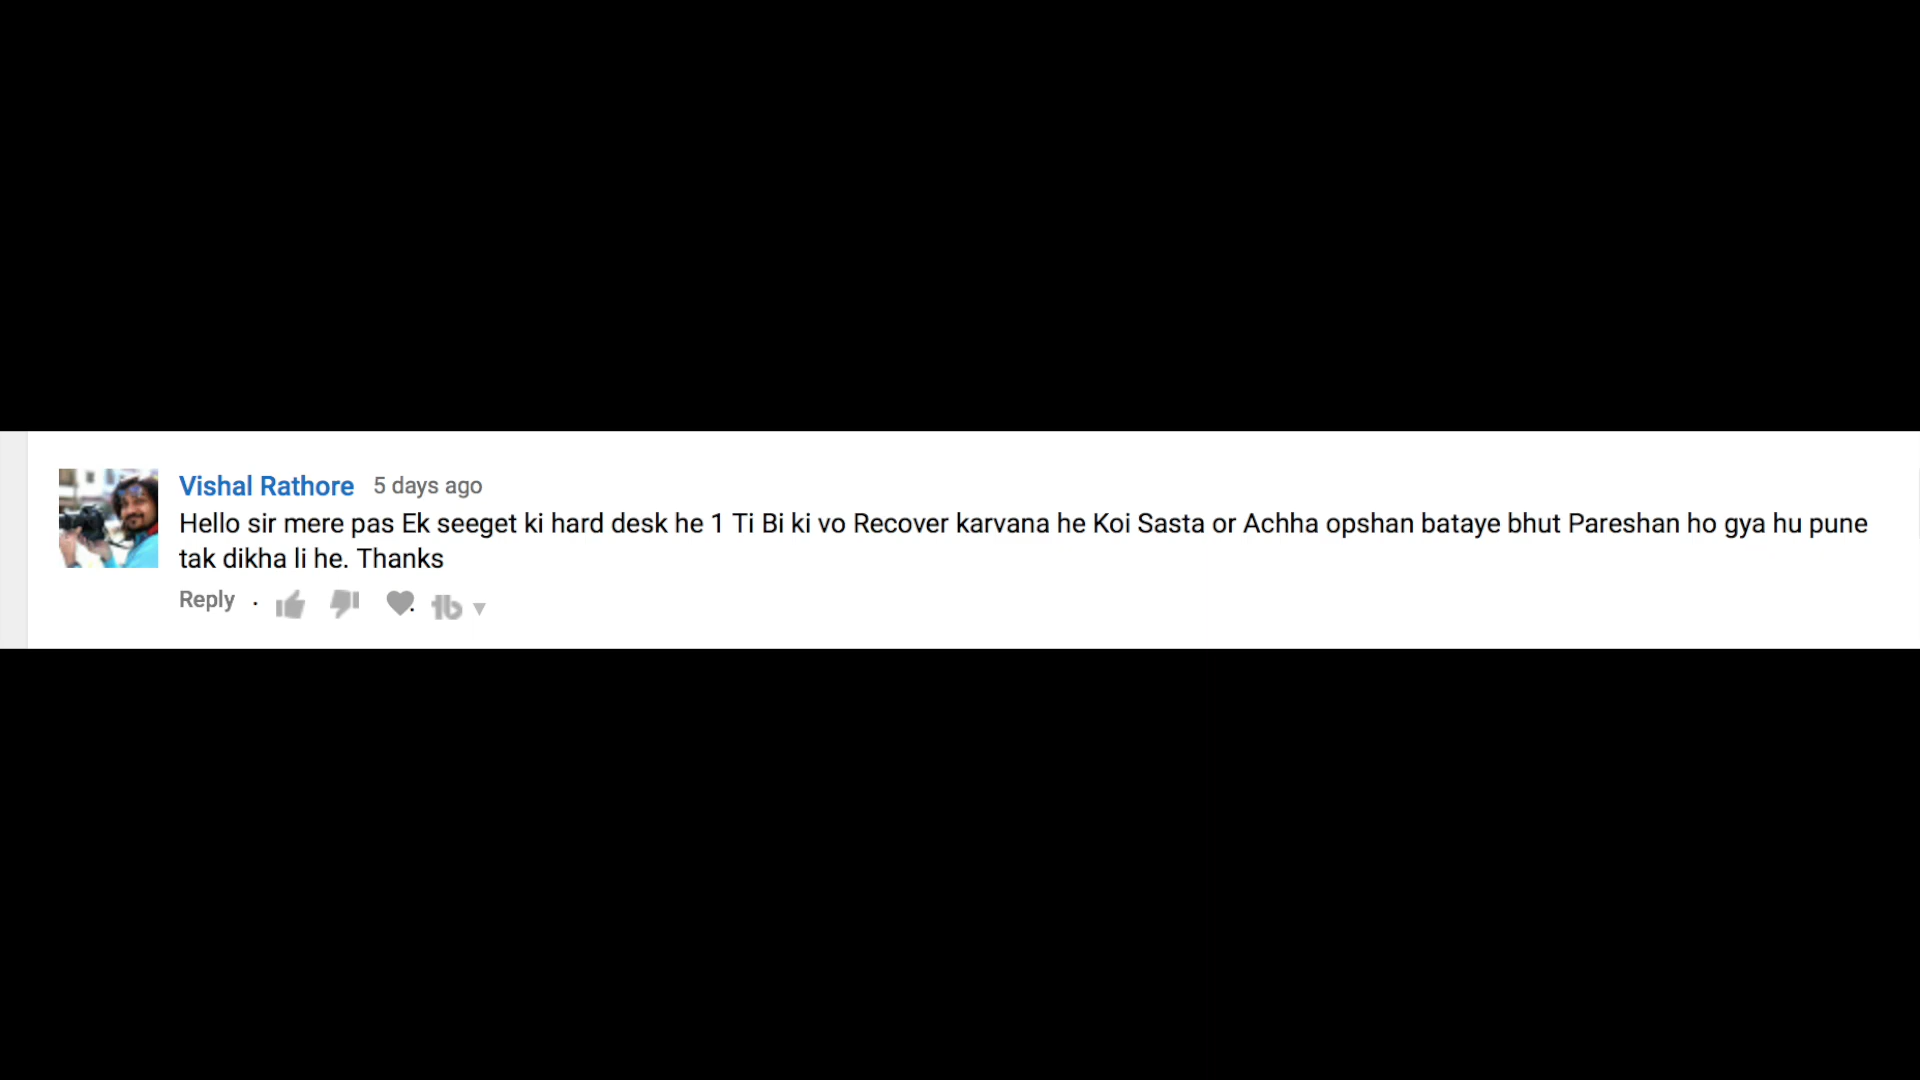 Vishal Rathore 5 days ago
Hello sir mere pas Ek seeget ki hard desk he 1 Ti Bi ki vo Recover karvana he Koi Sasta or Achha opshan bataye bhut Pareshan ho gya hu pune
tak dikha li he. Thanks
Reply